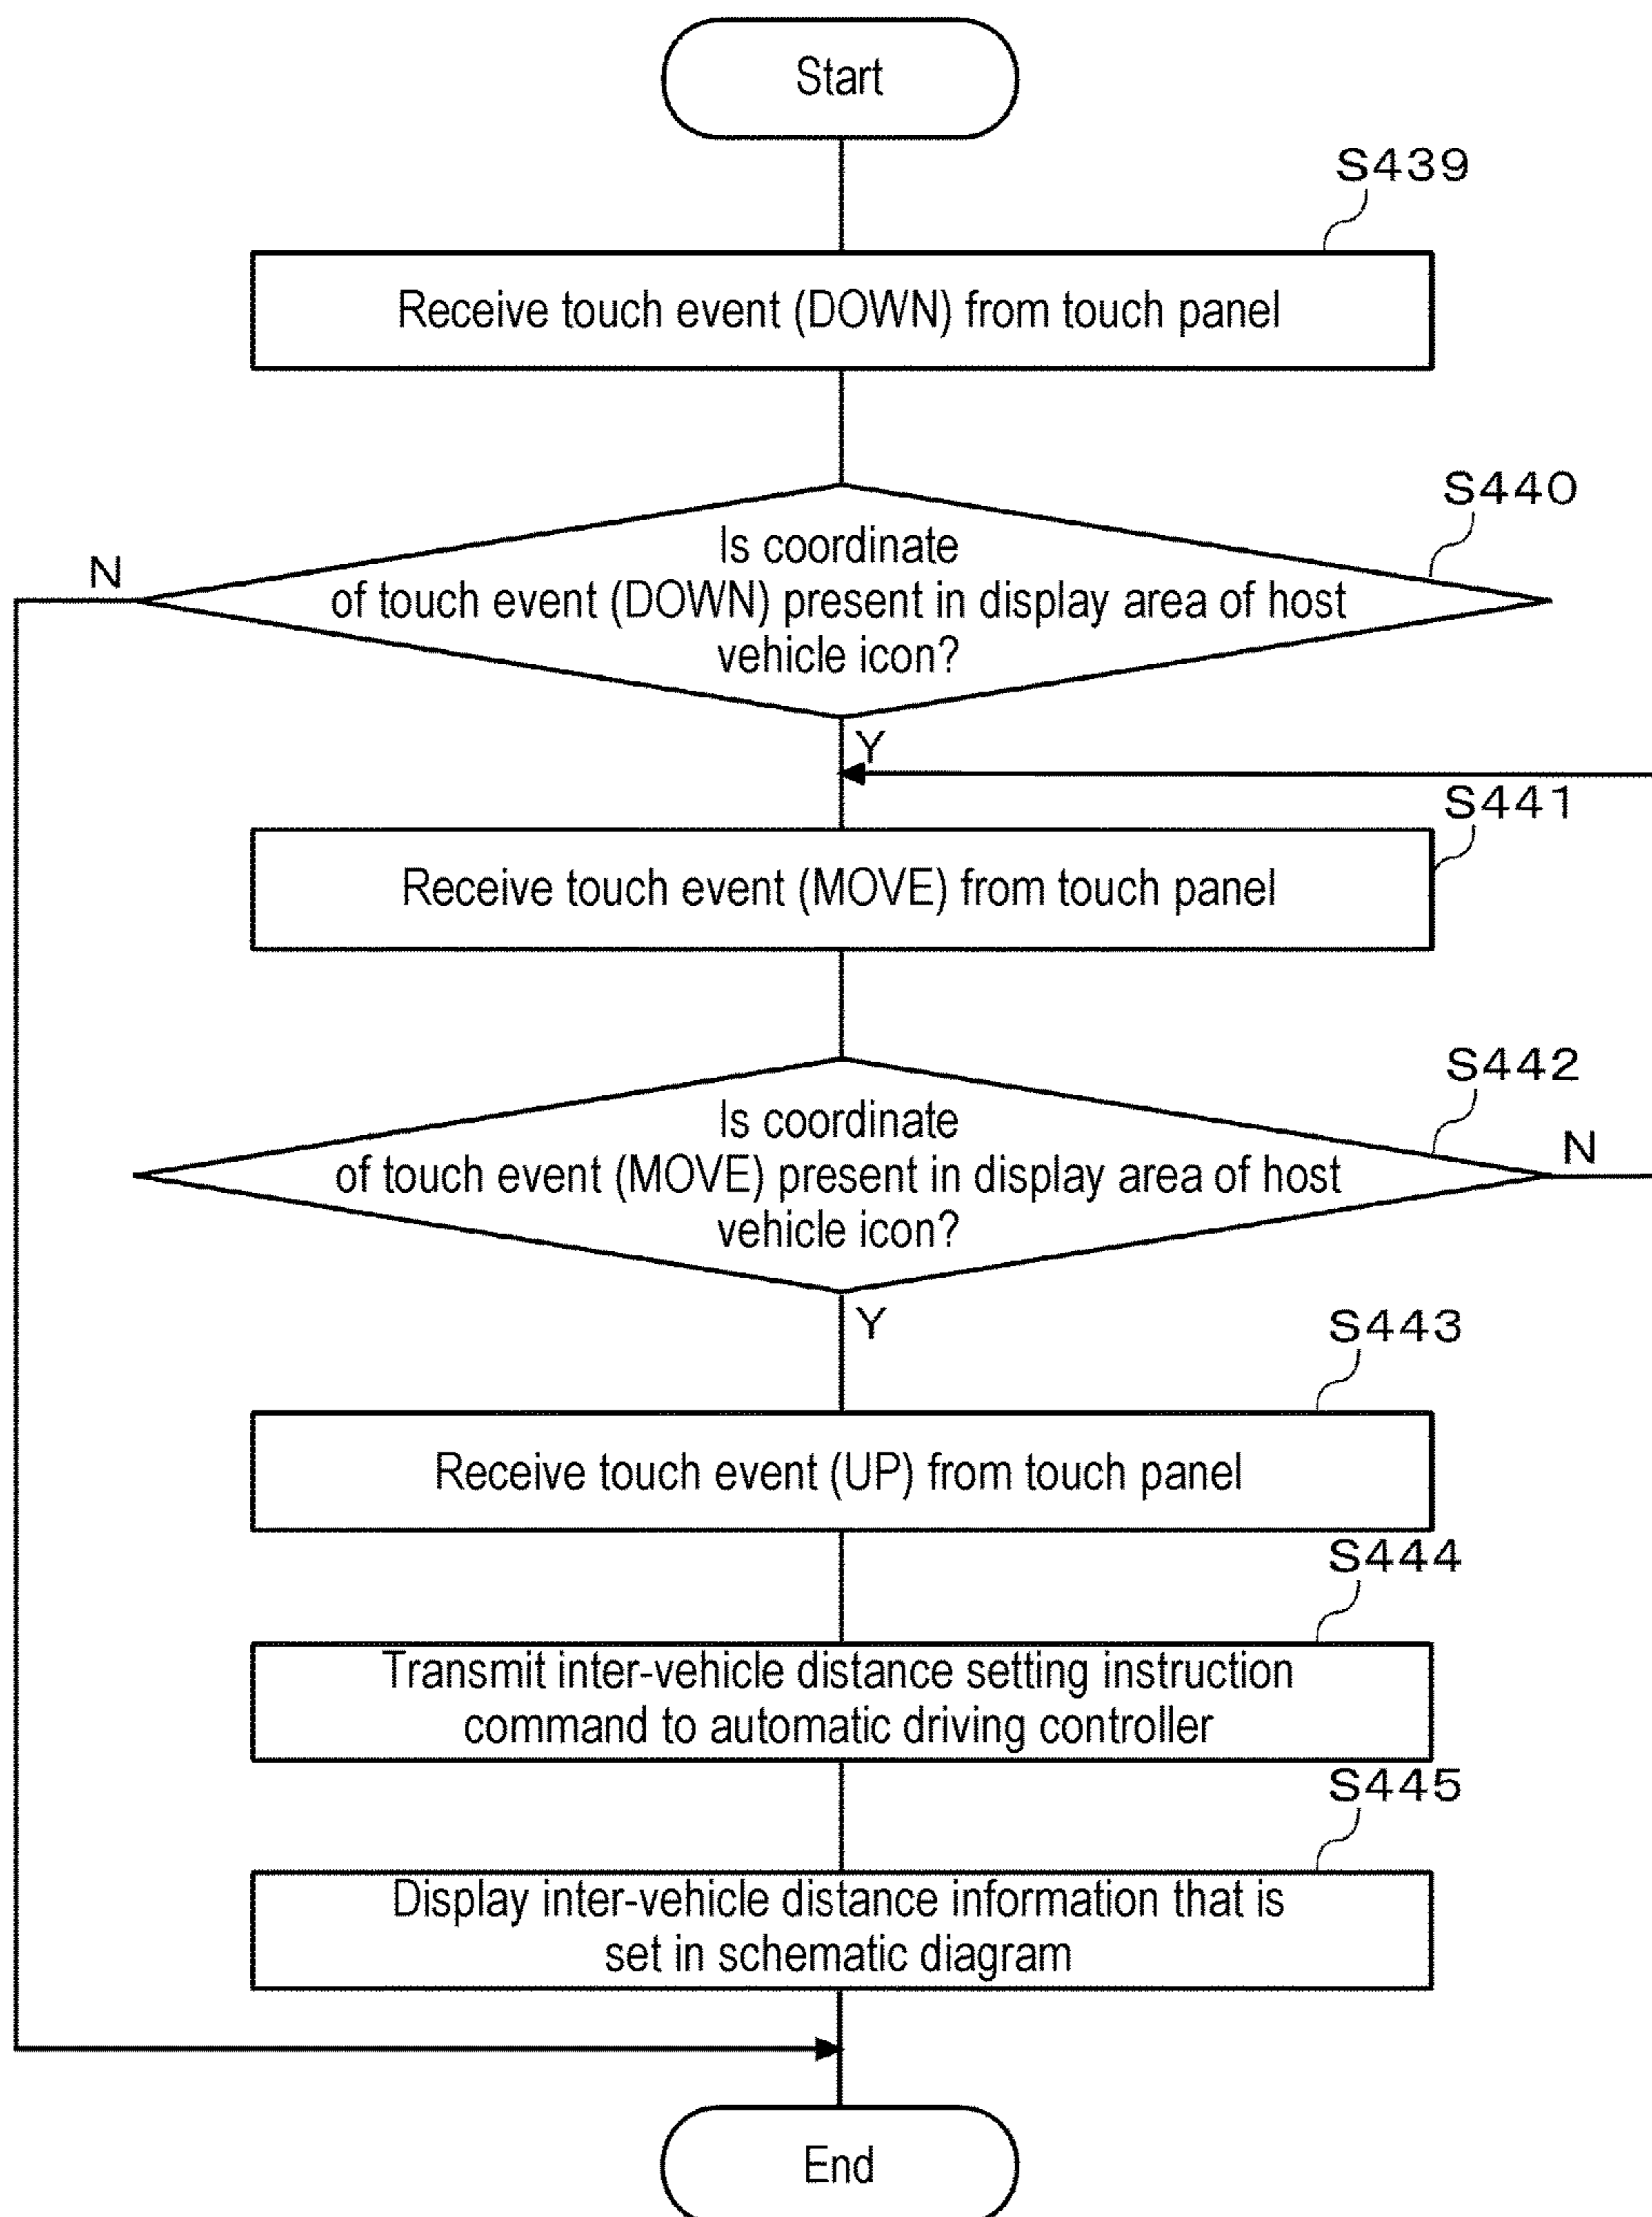 Start
S439
Receive touch event (DOWN) from touch panel
S440
Is coordinate
of touch event (DOWN) present in display area of host
vehicle icon?
N
Y
S441
Receive touch event (MOVE) from touch panel
S442
Is coordinate
of touch event (MOVE) present in display area of host
vehicle icon?
N
Y
S443
Receive touch event (UP) from touch panel
S444
Transmit inter-vehicle distance setting instruction
command to automatic driving controller
S445
Display inter-vehicle distance information that is
set in schematic diagram
End